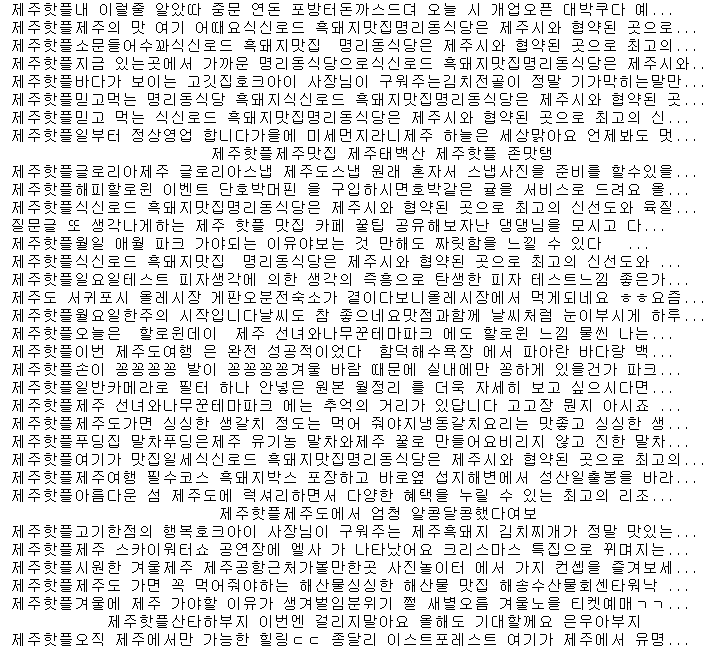 제주핫플내 이럴줄 알았따 중문 연돈 포방터돈까스드뎌 오늘 시 개업오픈 대박쿠다 예...
제주핫플제주의 맛 여기 어때요식신로드 흑돼지맛집명리동식당은 제주시와 협약된 곳으로...
제주핫플소문들어수과식신로드 흑돼지맛집 명리동식당은 제주시와 협약된 곳으로 최고의...
제주핫플지금 있는곳에서 가까운 명리동식당으로식신로드 흑돼지맛집명리동식당은 제주시와...
제주핫플바다가 보이는 고깃집호크아이 사장님이 구워주는김치전골이 정말 기가막히는말만...
제주핫플믿고먹는 명리동식당 흑돼지식신로드 흑돼지맛집명리동식당은 제주시와 협약된 곳...
제주핫플믿고 먹는 식신로드 흑돼지맛집명리동식당은 제주시와 협약된 곳으로 최고의 신...
제주핫플일부터 정상영업 합니다가을에 미세먼지라니제주 하늘은 세상맑아요 언제봐도 멋...
제주핫플제주맛집 제주태백산 제주핫플 존맛탱
제주핫플글로리아제주 글로리아스냅 제주도스냅 원래 혼자서 스냅사진을 준비를 할수있을...
제주핫플해피할로윈 이벤트 단호박머핀 을 구입하시면호박같은 귤을 서비스로 드려요 올...
제주핫플식신로드 흑돼지맛집명리동식당은 제주시와 협약된 곳으로 최고의 신선도와 육질...
질문글 또 생각나게하는 제주 핫플 맛집 카페 꿀팁 공유해보자난 댕댕님을 모시고 다...
제주핫플월일 애월 파크 가야되는 이유야보는 것 만해도 짜릿함을 느낄 수 있다 ...
제주핫플식신로드 흑돼지맛집 명리동식당은 제주시와 협약된 곳으로 최고의 신선도와 ...
제주핫플일요일테스트 피자생각에 의한 생각의 즉흥으로 탄생한 피자 테스트느낌 좋은가...
제주도 서귀포시 올레시장 게판오분전숙소가 곁이다보니올레시장에서 먹게되네요 ㅎㅎ요즘...
제주핫플월요일한주의 시작입니다날씨도 참 좋으네요맛점과함께 날씨처럼 눈이부시게 하루...
제주핫플오늘은 할로윈데이 제주 선녀와나무꾼테마파크 에도 할로윈 느낌 물씬 나는...
제주핫플이번 제주도여행 은 완전 성공적이었다 함덕해수욕장 에서 파아란 바다랑 백...
제주핫플손이 꽁꽁꽁꽁 발이 꽁꽁꽁꽁겨울 바람 때문에 실내에만 꽁하게 있을건가 파크...
제주핫플일반카메라로 필터 하나 안넣은 원본 월정리 를 더욱 자세히 보고 싶으시다면...
제주핫플제주 선녀와나무꾼테마파크 에는 추억의 거리가 있답니다 고고장 뭔지 아시죠 ...
제주핫플제주도가면 싱싱한 생갈치 정도는 먹어 줘야지냉동갈치요리는 맛좋고 싱싱한 생...
제주핫플푸딩집 말차푸딩은제주 유기농 말차와제주 꿀로 만들어요비리지 않고 진한 말차...
제주핫플여기가 맛집일세식신로드 흑돼지맛집명리동식당은 제주시와 협약된 곳으로 최고의...
제주핫플제주여행 필수코스 흑돼지박스 포장하고 바로옆 섭지해변에서 성산일출봉을 바라...
제주핫플아름다운 섬 제주도에 럭셔리하면서 다양한 혜택을 누릴 수 있는 최고의 리조...
제주핫플제주도에서 엄청 알콩달콩했다여보
제주핫플고기한점의 행복호크아이 사장님이 구워주는 제주흑돼지 김치찌개가 정말 맛있는...
제주핫플제주 스카이워터쇼 공연장에 엘사 가 나타났어요 크리스마스 특집으로 뀌며지는...
제주핫플시원한 겨울제주 제주공항근처가볼만한곳 사진놀이터 에서 가지 컨셉을 즐겨보세...
제주핫플제주도 가면 꼭 먹어줘야하는 해산물싱싱한 해산물 맛집 해송수산물회센타워낙 ...
제주핫플겨울에 제주 가야할 이유가 생겨벌임분위기 쩔 새별오름 겨울노을 티켓예매ㄱㄱ...
제주핫플산타하부지 이번엔 걸리지말아요 올해도 기대할께요 은우아부지
제주핫플오직 제주에서만 가능한 힐링ㄷㄷ 종달리 이스트포레스트 여기가 제주에서 유명...